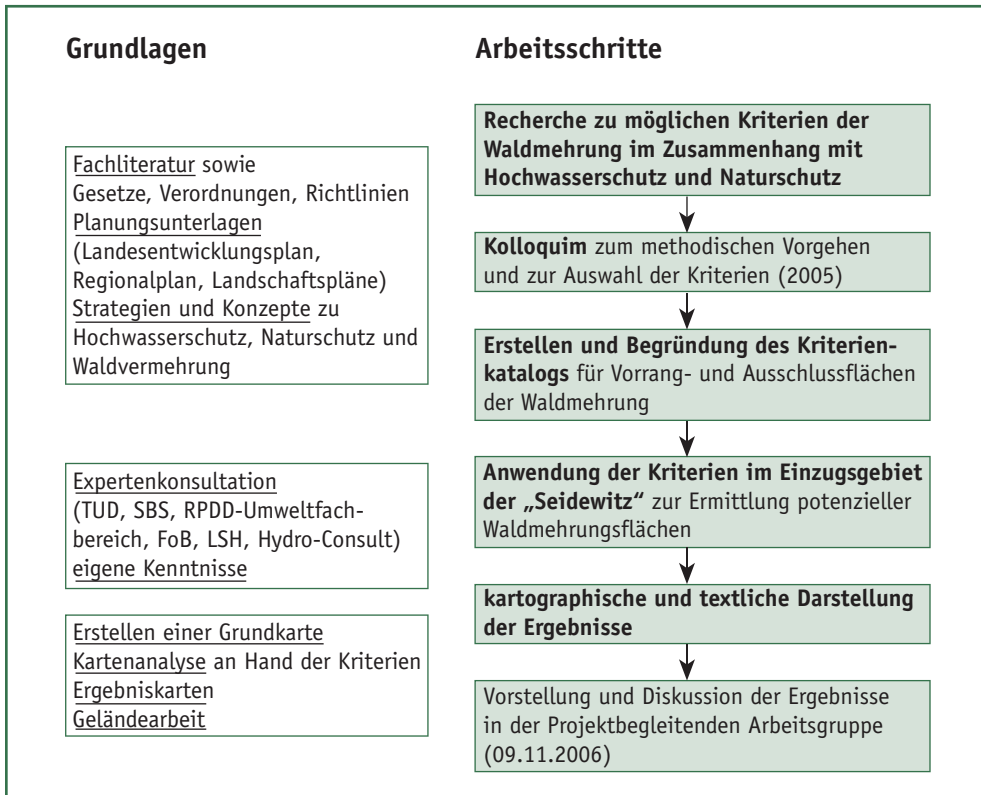 Grundlagen
Fachliteratur sowie
Gesetze, Verordnungen, Richtlinien
Planungsunterlagen
(Landesentwicklungsplan,
Regionalplan, Landschaftspläne)
Strategien und Konzepte zu
Hochwasserschutz, Naturschutz und
Waldvermehrung
Expertenkonsultation
(TUD, SBS, RPDD-Umweltfach-
bereich, FoB, LSH, Hydro-Consult)
eigene Kenntnisse
Erstellen einer Grundkarte
Kartenanalyse an Hand der Kriterien
Ergebniskarten
Geländearbeit
Arbeitsschritte
Recherche zu möglichen Kriterien der
Waldmehrung im Zusammenhang mit
Hochwasserschutz und Naturschutz
Kolloquim zum methodischen Vorgehen
und zur Auswahl der Kriterien (2005)
Erstellen und Begründung des Kriterien-
katalogs für Vorrang- und Ausschlussflächen
der Waldmehrung
Anwendung der Kriterien im Einzugsgebiet
der „Seidewitz“ zur Ermittlung potenzieller
Waldmehrungsflächen
kartographische und textliche Darstellung
der Ergebnisse
Vorstellung und Diskussion der Ergebnisse
in der Projektbegleitenden Arbeitsgruppe
(09.11.2006)